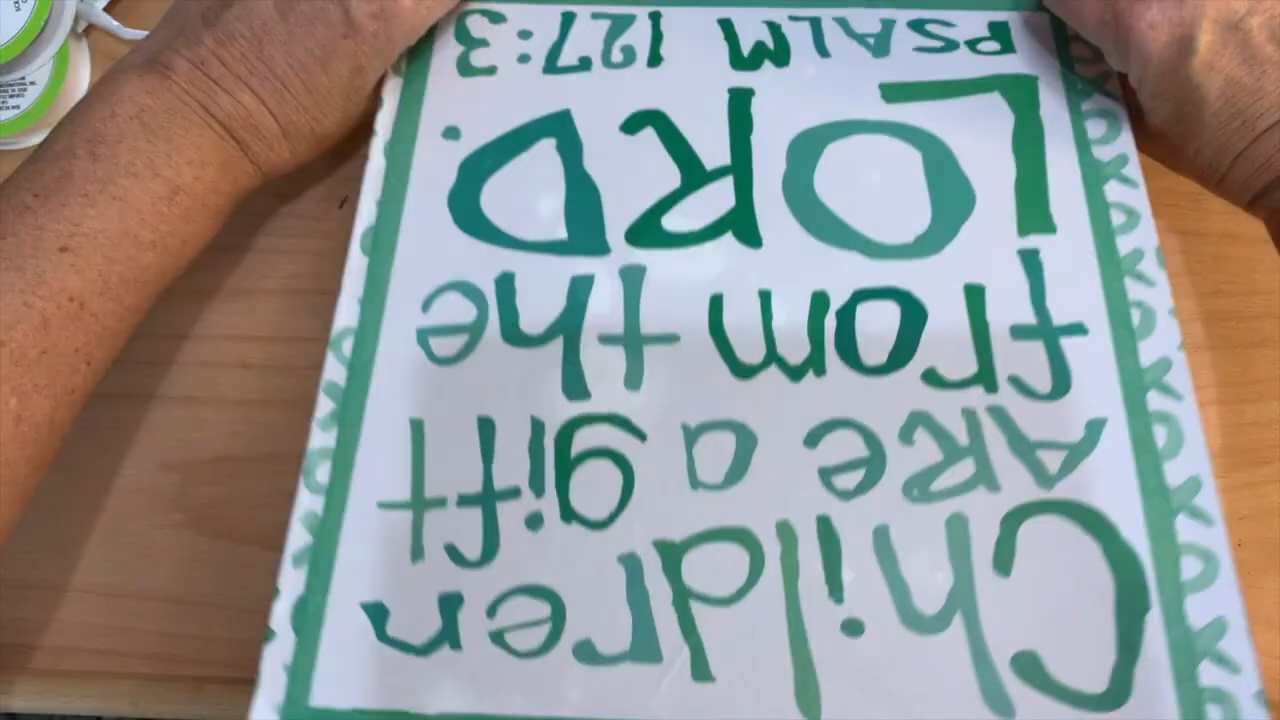 Children
ARE a gift
from the
LORD.
PSALM 127:3